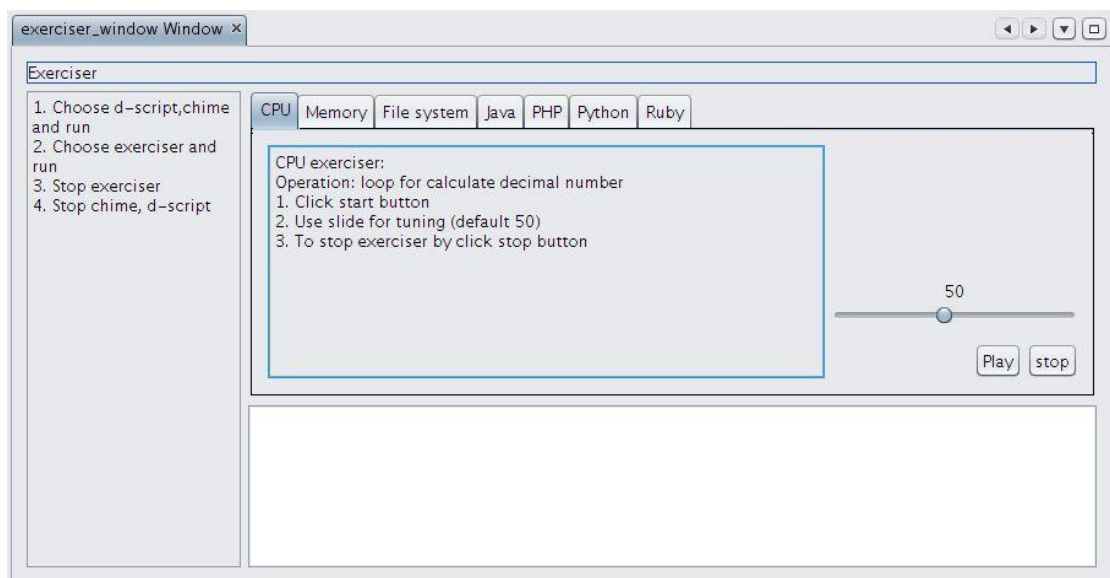 exerciser_window Window ×
Exerciser
1. Choose d-script,chime
and run
2. Choose exerciser and
run
3. Stop exerciser
4. Stop chime, d-script
CPU Memory File system Java PHP Python Ruby
CPU exerciser:
Operation: loop for calculate decimal number
1. Click start button
2. Use slide for tuning (default 50)
3. To stop exerciser by click stop button
50
Play stop